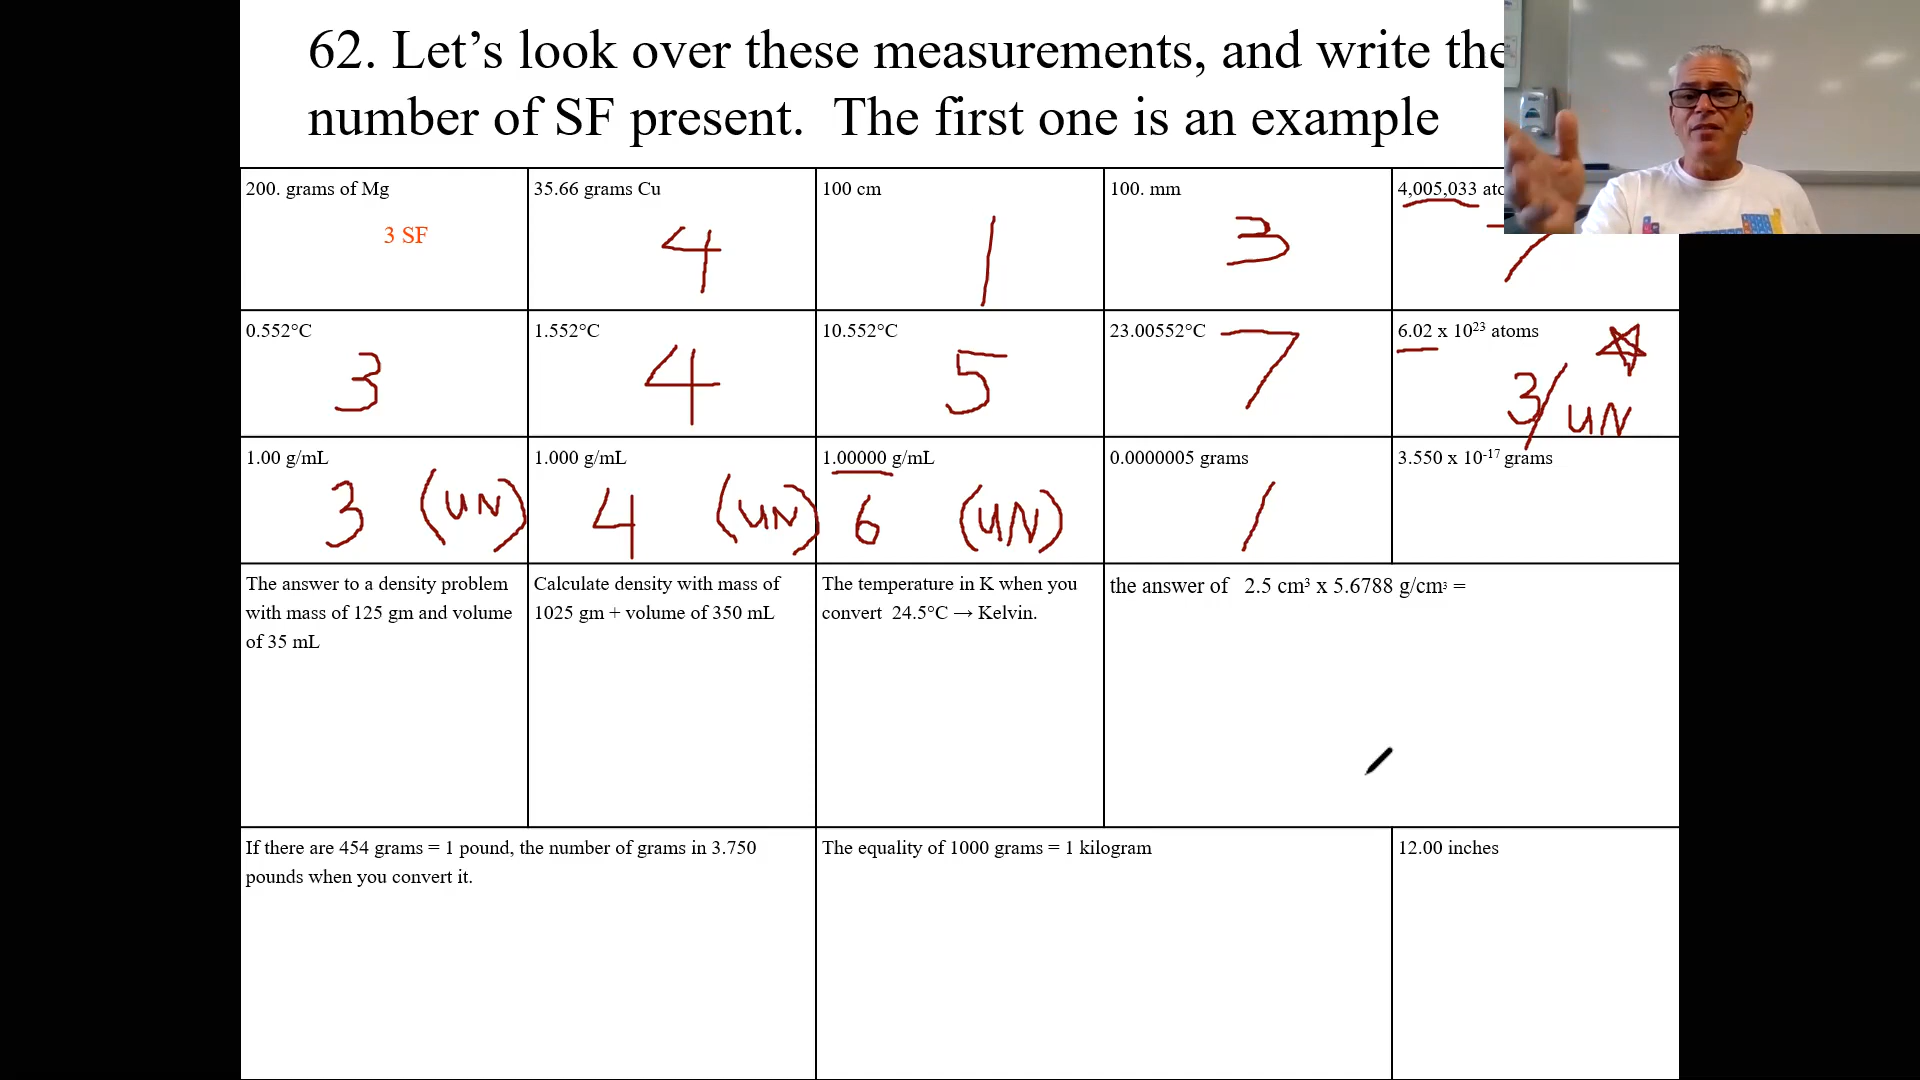 62. Let's look over these measurements, and write the
number of SF present. The first one is an example
200. grams of Mg
3 SF
35.66 grams Cu
4
100 cm
1
100. mm
3
4,005,033
7
0.552°C
3
1.552°C
4
10.552°C
5
23.00552°C
7
6.02 x 10²³ atoms
3/UN
1.00 g/mL
3 (UN)
1.000 g/mL
4 (UN)
1.00000 g/mL
6 (UN)
0.0000005 grams
1
3.550 x 10⁻¹⁷ grams
The answer to a density problem
with mass of 125 gm and volume
of 35 mL
Calculate density with mass of
1025 gm + volume of 350 mL
The temperature in K when you
convert 24.5°C → Kelvin.
the answer of 2.5 cm³ x 5.6788 g/cm³ =
If there are 454 grams = 1 pound, the number of grams in 3.750
pounds when you convert it.
The equality of 1000 grams = 1 kilogram
12.00 inches